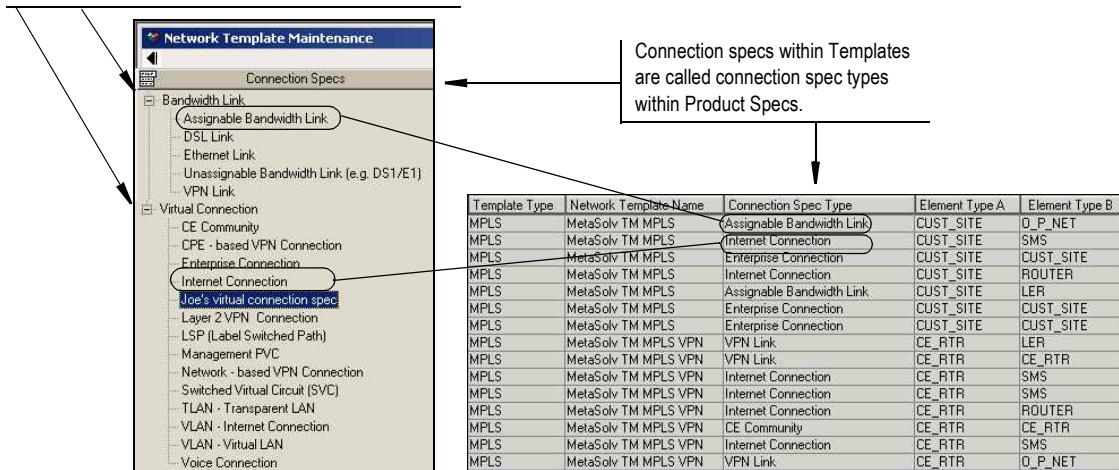 Network Template Maintenance
Connection Specs
Bandwidth Link
Assignable Bandwidth Link
DSL Link
Ethernet Link
Unassignable Bandwidth Link (e.g. DS1/E1)
VPN Link
Virtual Connection
CE Community
CPE - based VPN Connection
Enterprise Connection
Internet Connection
Joe's virtual connection spec
Layer 2 VPN Connection
LSP (Label Switched Path)
Management PVC
Network - based VPN Connection
Switched Virtual Circuit (SVC)
TLAN - Transparent LAN
VLAN - Internet Connection
VLAN - Virtual LAN
Voice Connection
Connection specs within Templates
are called connection spec types
within Product Specs.
Template Type Network Template Name Connection Spec Type Element Type A Element Type B
MPLS MetaSolv TM MPLS Assignable Bandwidth Link CUST_SITE O_P_NET
MPLS MetaSolv TM MPLS Internet Connection CUST_SITE SMS
MPLS MetaSolv TM MPLS Enterprise Connection CUST_SITE CUST_SITE
MPLS MetaSolv TM MPLS Internet Connection CUST_SITE ROUTER
MPLS MetaSolv TM MPLS Assignable Bandwidth Link CUST_SITE LER
MPLS MetaSolv TM MPLS Enterprise Connection CUST_SITE CUST_SITE
MPLS MetaSolv TM MPLS Enterprise Connection CUST_SITE CUST_SITE
MPLS MetaSolv TM MPLS VPN VPN Link CE_RTR LER
MPLS MetaSolv TM MPLS VPN VPN Link CE_RTR CE_RTR
MPLS MetaSolv TM MPLS VPN Internet Connection CE_RTR SMS
MPLS MetaSolv TM MPLS VPN Internet Connection CE_RTR SMS
MPLS MetaSolv TM MPLS VPN Internet Connection CE_RTR ROUTER
MPLS MetaSolv TM MPLS VPN CE Community CE_RTR CE_RTR
MPLS MetaSolv TM MPLS VPN Internet Connection CE_RTR SMS
MPLS MetaSolv TM MPLS VPN VPN Link CE_RTR O_P_NET